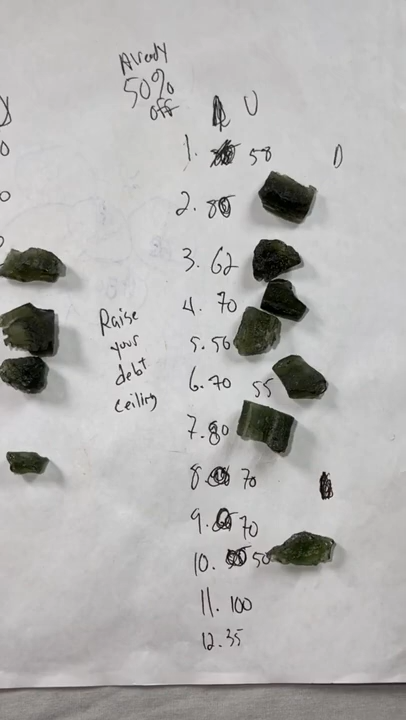 Alredy
50%
off
U
1. 58
D
2. 80
3. 62
4. 70
5. 56
6. 70 55
7. 80
8. 70
9. 70
10. 50
11. 100
12. 35
Raise
your
debt
ceiling